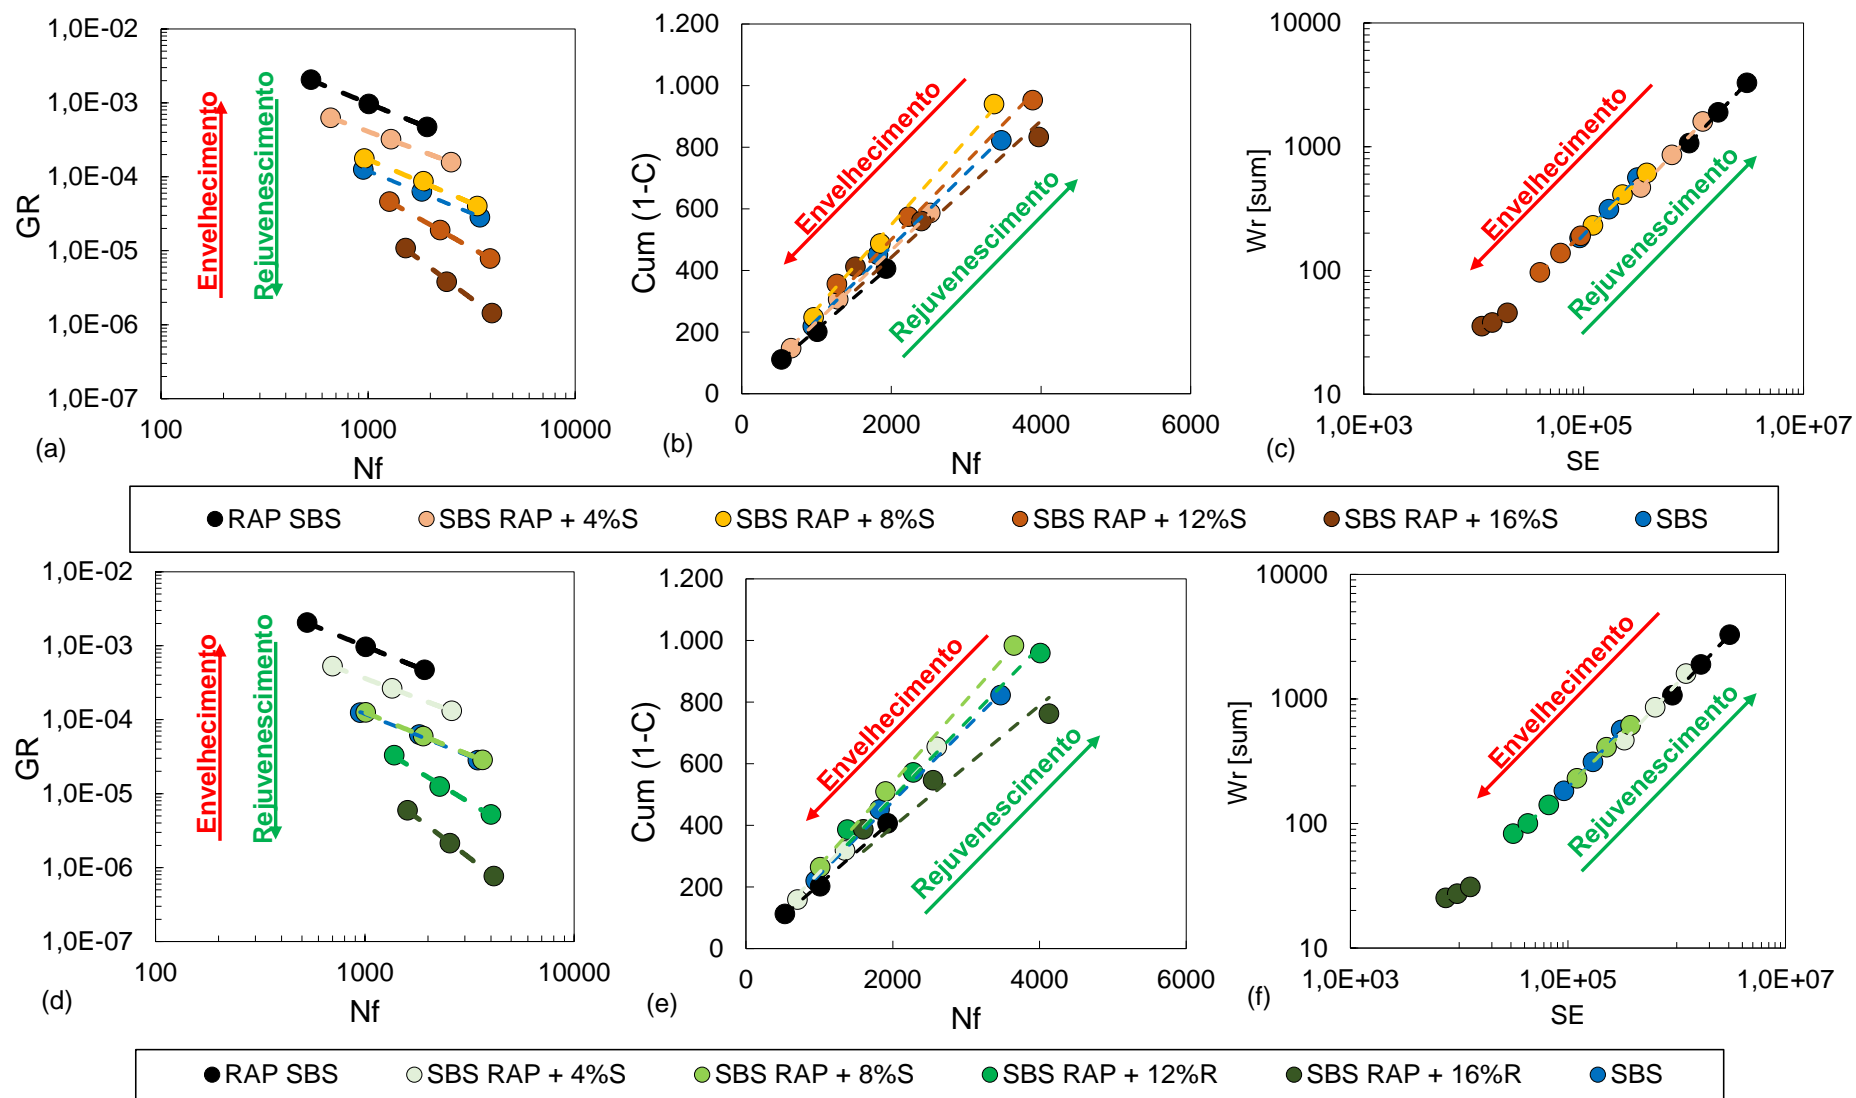 1,0E-02
1,0E-03
1,0E-04
1,0E-05
1,0E-06
1,0E-07
GR
Envelhecimento
Rejuvenescimento
100
1000
10000
Nf
(a)
1.200
1.000
800
600
400
200
0
Cum (1-C)
Envelhecimento
Rejuvenescimento
0
2000
4000
6000
Nf
(b)
10000
1000
100
10
Wr [sum]
Envelhecimento
Rejuvenescimento
1,0E+03
1,0E+05
1,0E+07
SE
(c)
RAP SBS
SBS RAP + 4%S
SBS RAP + 8%S
SBS RAP + 12%S
SBS RAP + 16%S
SBS
1,0E-02
1,0E-03
1,0E-04
1,0E-05
1,0E-06
1,0E-07
GR
Envelhecimento
Rejuvenescimento
100
1000
10000
Nf
(d)
1.200
1.000
800
600
400
200
0
Cum (1-C)
Envelhecimento
Rejuvenescimento
0
2000
4000
6000
Nf
(e)
10000
1000
100
10
Wr [sum]
Envelhecimento
Rejuvenescimento
1,0E+03
1,0E+05
1,0E+07
SE
(f)
RAP SBS
SBS RAP + 4%S
SBS RAP + 8%S
SBS RAP + 12%R
SBS RAP + 16%R
SBS